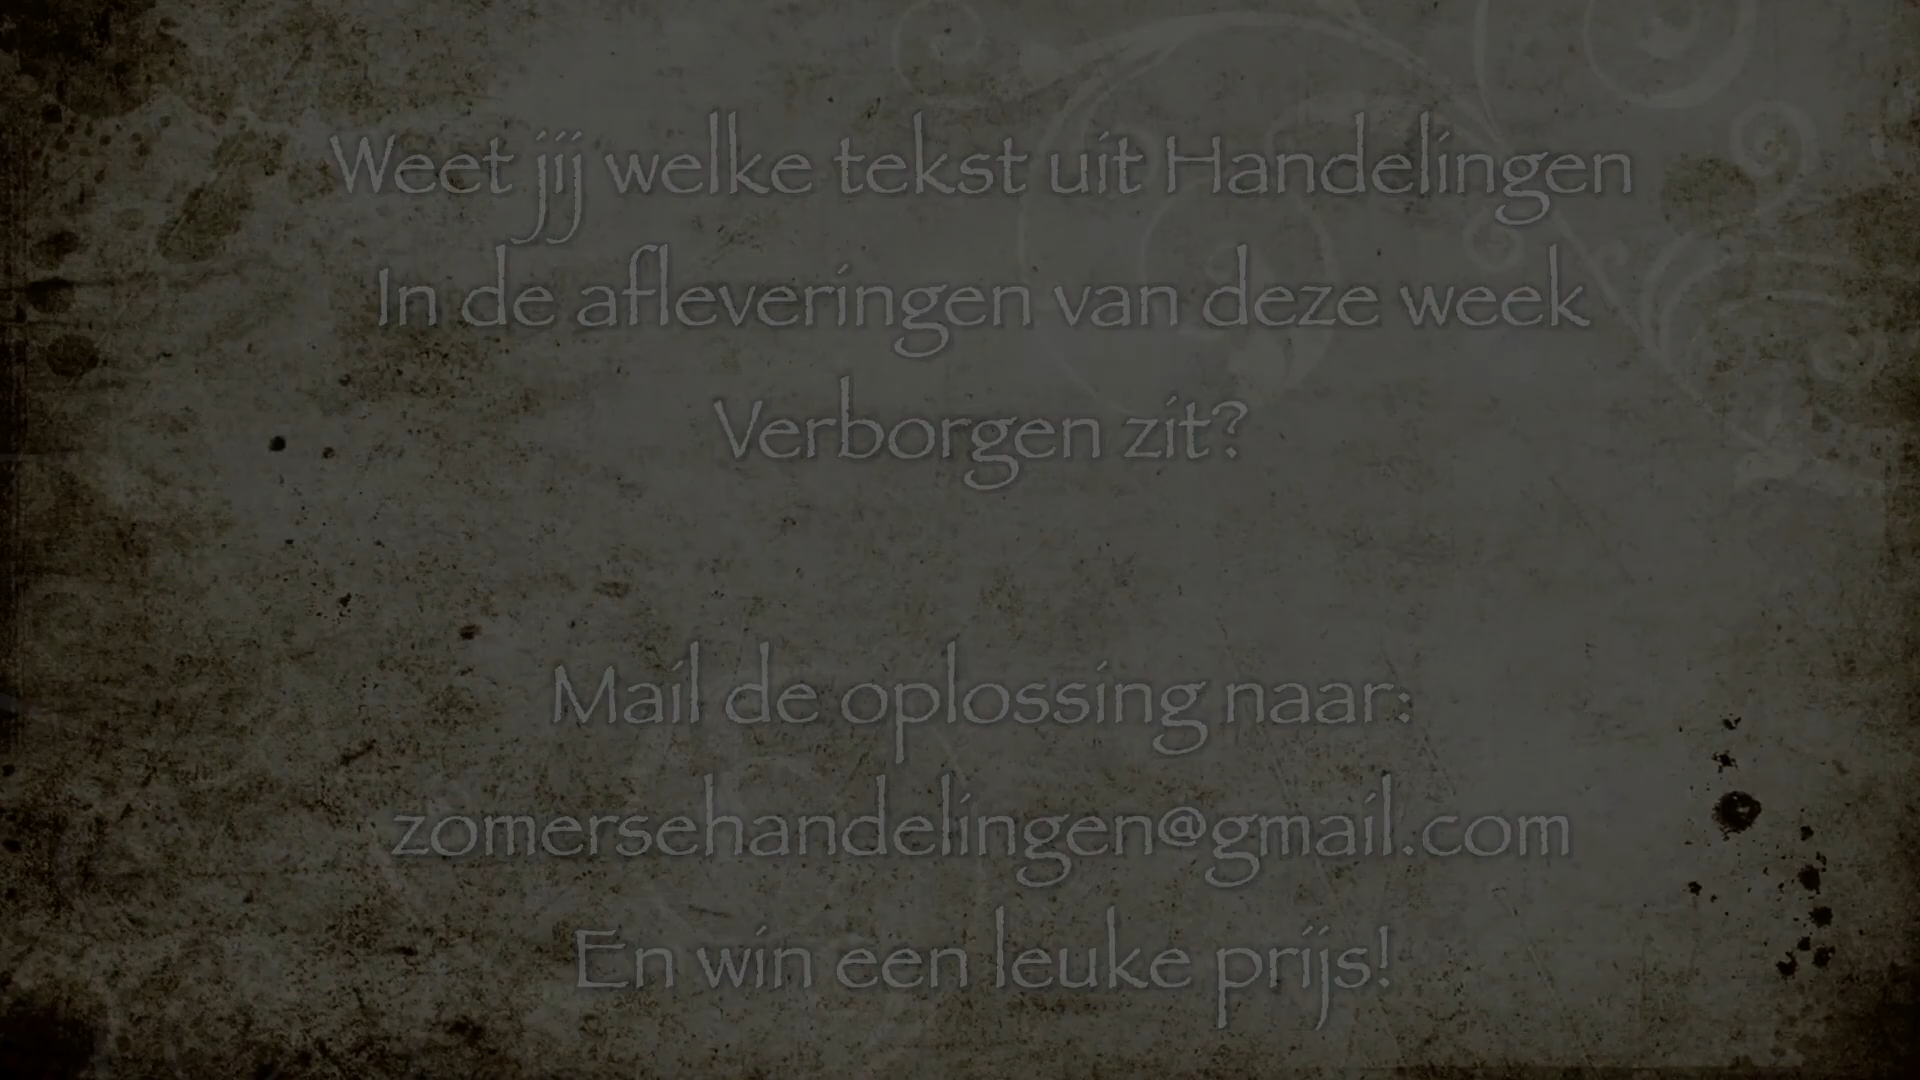 Weet jij welke tekst uit Handelingen
In de afleveringen van deze week
Verborgen zit?
Mail de oplossing naar:
zomersehandelingen@gmail.com
En win een leuke prijs!